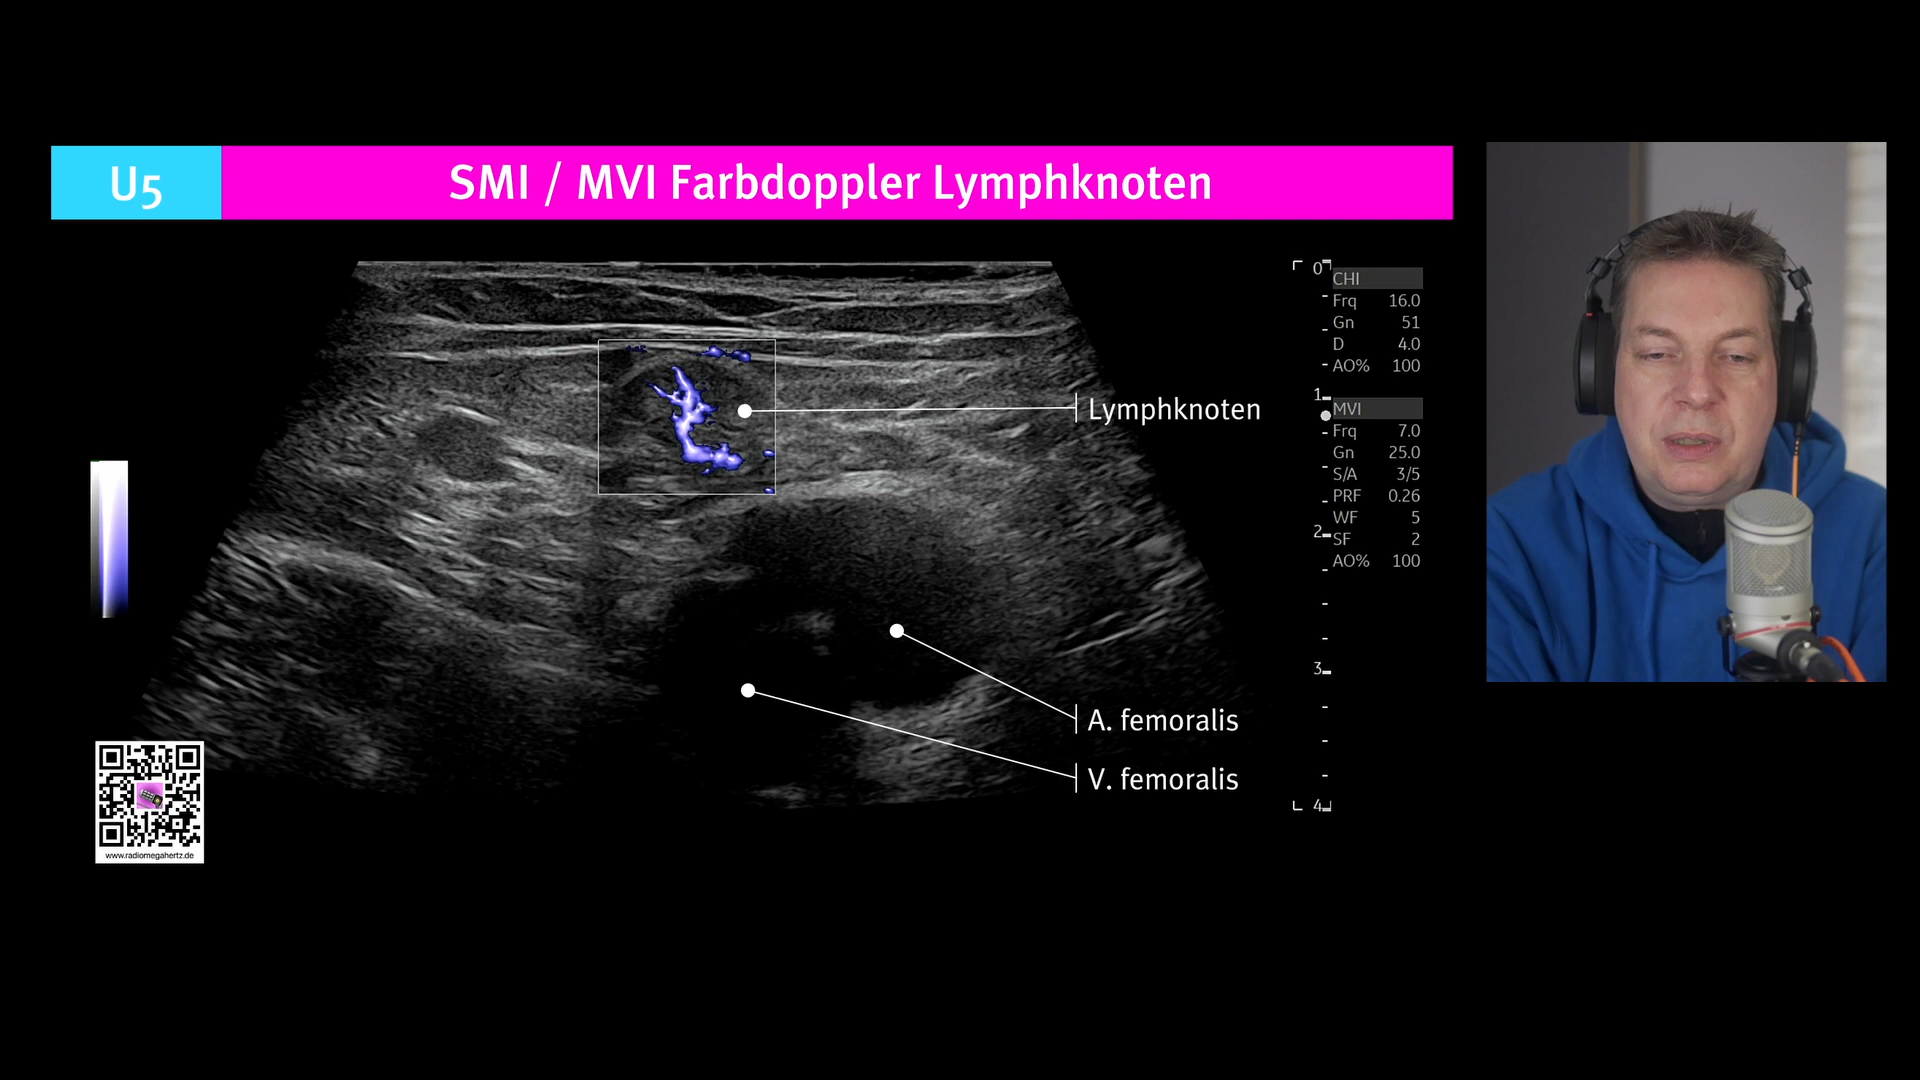 U5
SMI / MVI Farbdoppler Lymphknoten
0
CHI
Frq 16.0
Gn 51
D 4.0
AO% 100
1
MVI
Frq 7.0
Gn 25.0
S/A 3/5
PRF 0.26
WF 5
SF 2
AO% 100
2
3
4
Lymphknoten
A. femoralis
V. femoralis
www.radiomegahertz.de